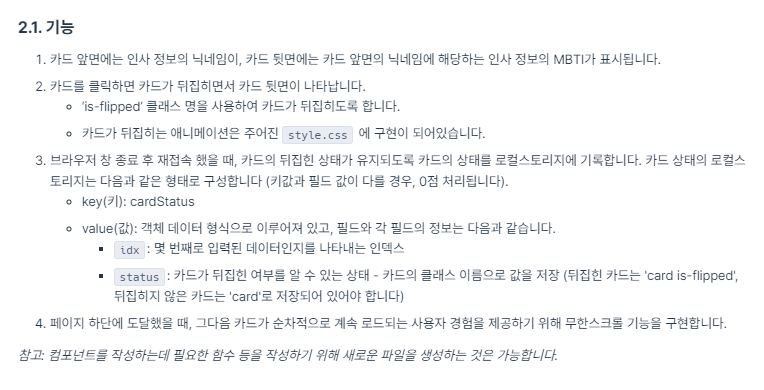 2.1. 기능
1. 카드 앞면에는 인사 정보의 닉네임이, 카드 뒷면에는 카드 앞면의 닉네임에 해당하는 인사 정보의 MBTI가 표시됩니다.
2. 카드를 클릭하면 카드가 뒤집히면서 카드 뒷면이 나타납니다.
'is-flipped' 클래스 명을 사용하여 카드가 뒤집히도록 합니다.
카드가 뒤집히는 애니메이션은 주어진 style.css 에 구현이 되어있습니다.
3. 브라우저 창 종료 후 재접속 했을 때, 카드의 뒤집힌 상태가 유지되도록 카드의 상태를 로컬스토리지에 기록합니다. 카드 상태의 로컬스
토리지는 다음과 같은 형태로 구성합니다 (키값과 필드 값이 다를 경우, 0점 처리됩니다).
key(키): cardStatus
value(값): 객체 데이터 형식으로 이루어져 있고, 필드와 각 필드의 정보는 다음과 같습니다.
idx : 몇 번째로 입력된 데이터인지를 나타내는 인덱스
status : 카드가 뒤집힌 여부를 알 수 있는 상태 - 카드의 클래스 이름으로 값을 저장 (뒤집힌 카드는 'card is-flipped',
뒤집히지 않은 카드는 'card'로 저장되어 있어야 합니다)
4. 페이지 하단에 도달했을 때, 그다음 카드가 순차적으로 계속 로드되는 사용자 경험을 제공하기 위해 무한스크롤 기능을 구현합니다.
참고: 컴포넌트를 작성하는데 필요한 함수 등을 작성하기 위해 새로운 파일을 생성하는 것은 가능합니다.